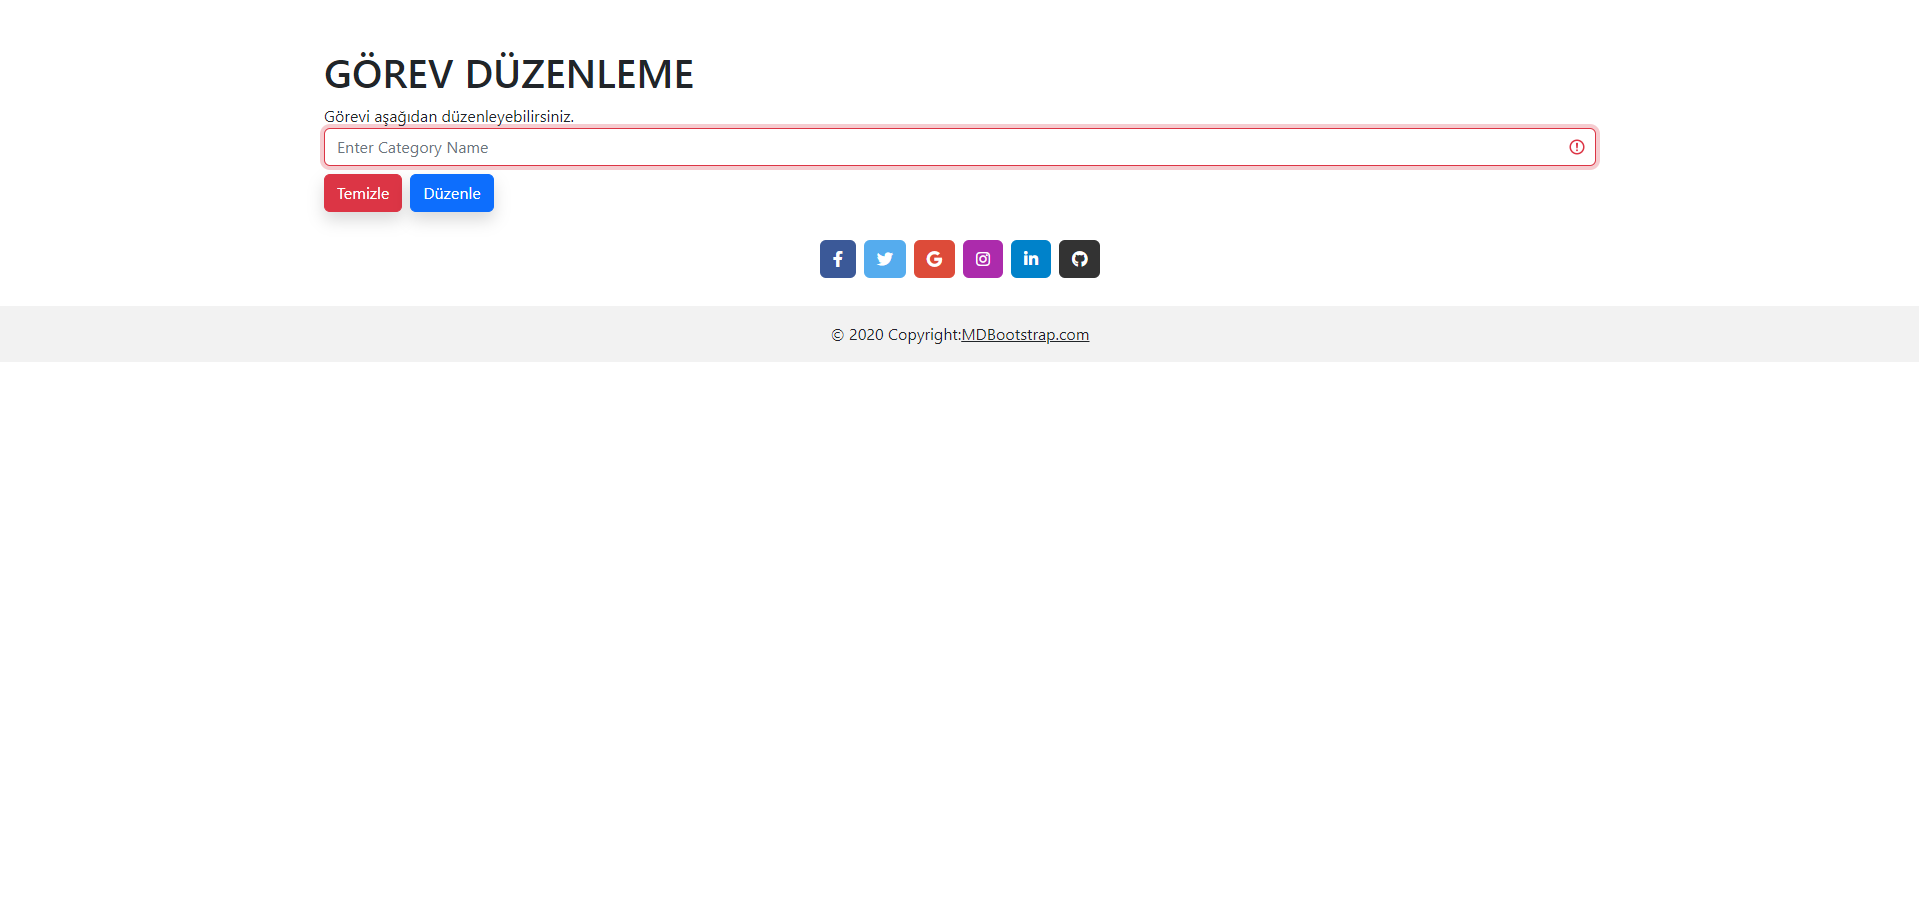 GÖREV DÜZENLEME
Görevi aşağıdan düzenleyebilirsiniz.
Enter Category Name
Temizle Düzenle
© 2020 Copyright:MDBootstrap.com